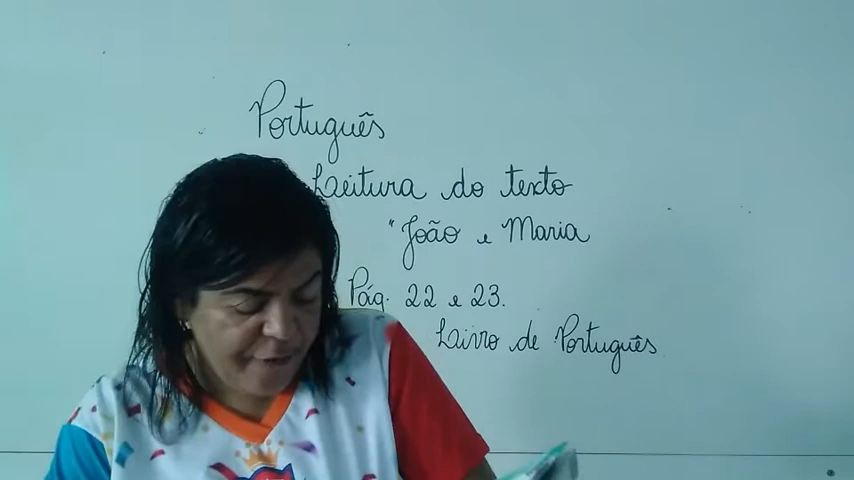 Português
Leitura do texto
"João e Maria
Pág. 22 e 23.
Livro de Português